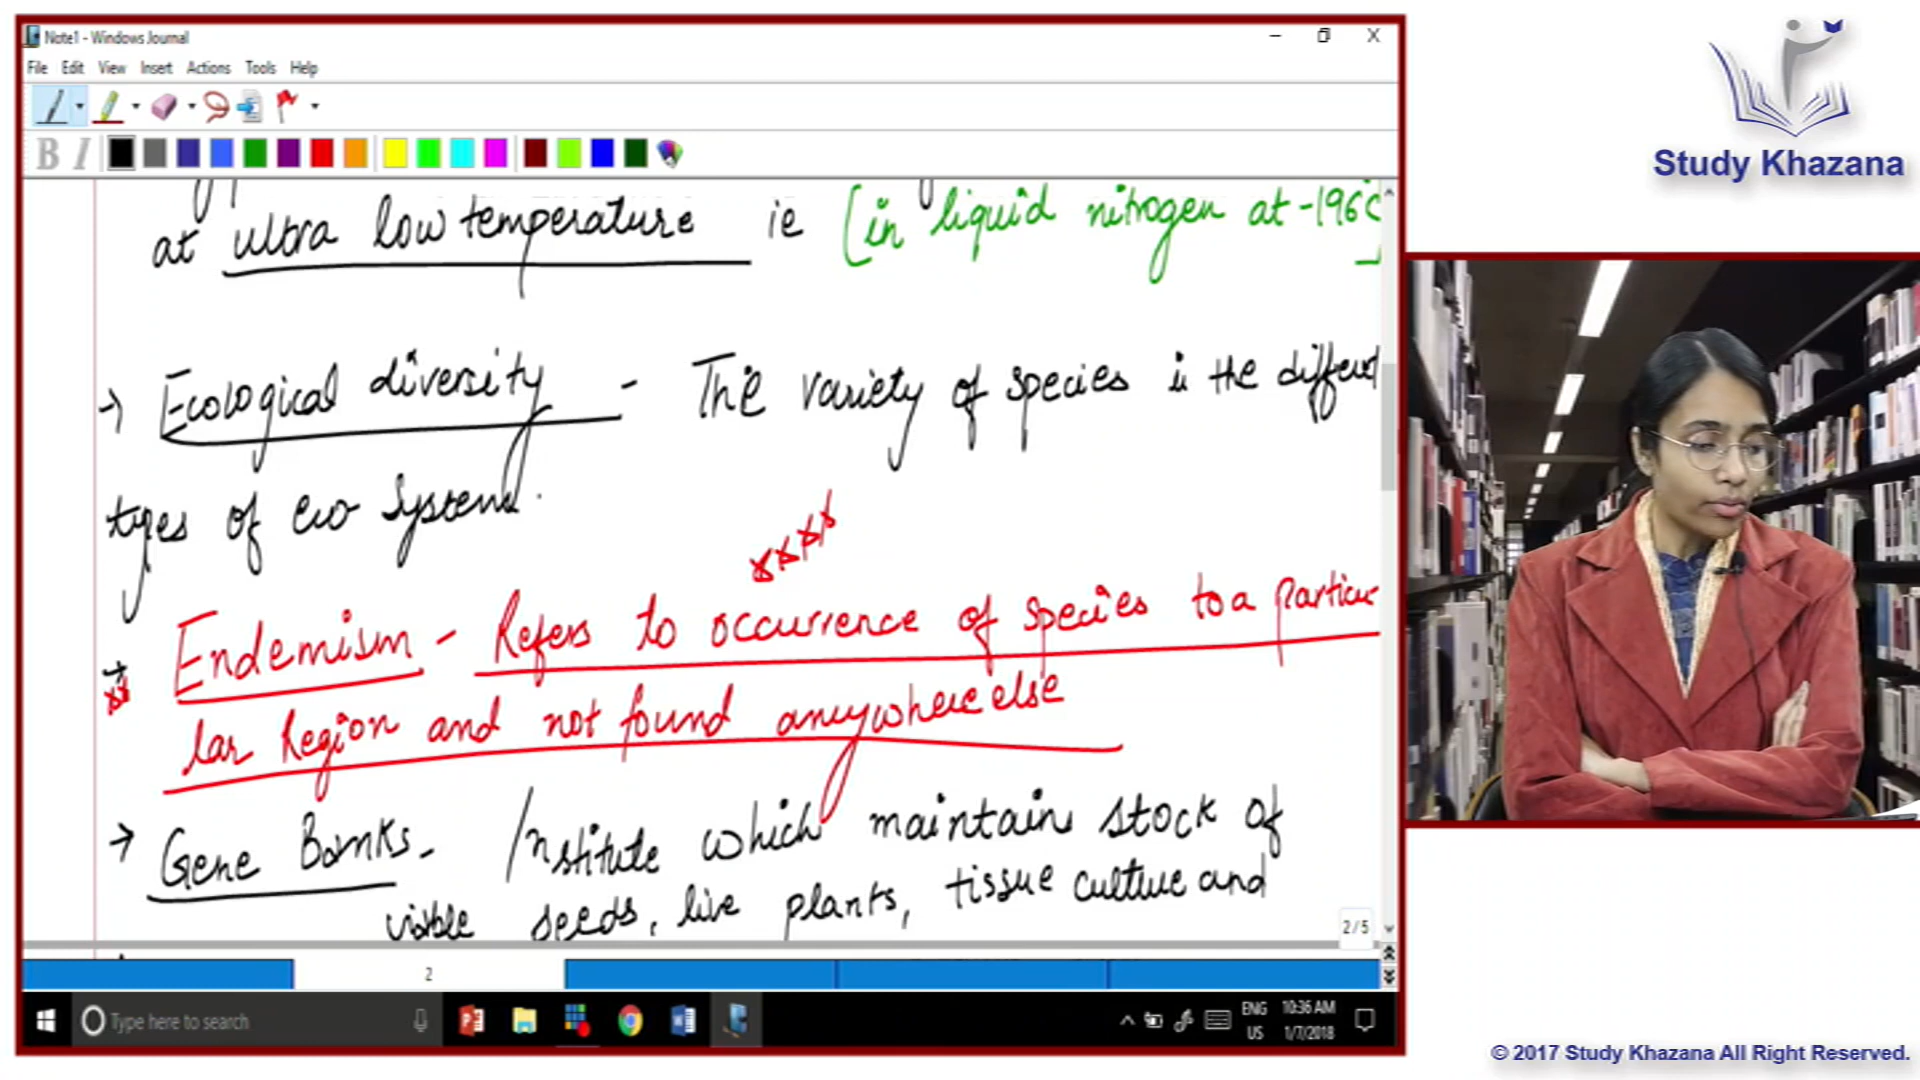 Note1 - Windows Journal
File Edit View Insert Actions Tools Help
B I
Study Khazana
at ultra low temperature ie (in liquid nitrogen at -196°C
→ Ecological diversity - The variety of species in the different
types of eco System.
→ Endemism - Refers to occurrence of species to a particu
lar Region and not found anywhere else
→ Gene Banks - Institute which maintain stock of
viable seeds, live plants, tissue culture and
2/5
2
Type here to search
ENG
US
10:36 AM
1/7/2018
© 2017 Study Khazana All Right Reserved.